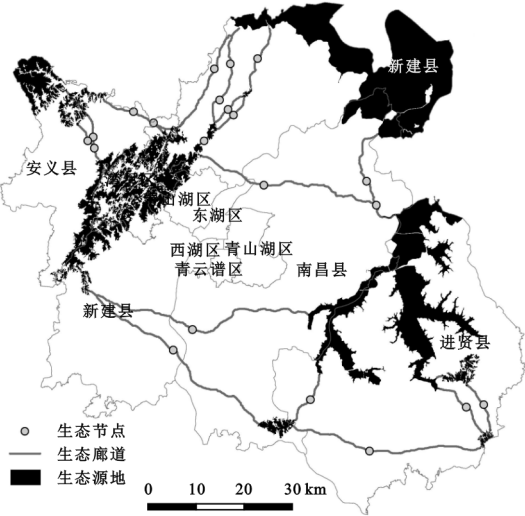 新建县
安义县
山湖区
东湖区
西湖区
青山湖区
青云谱区
南昌县
新建县
进贤县
生态节点
生态廊道
生态源地
0 10 20 30 km